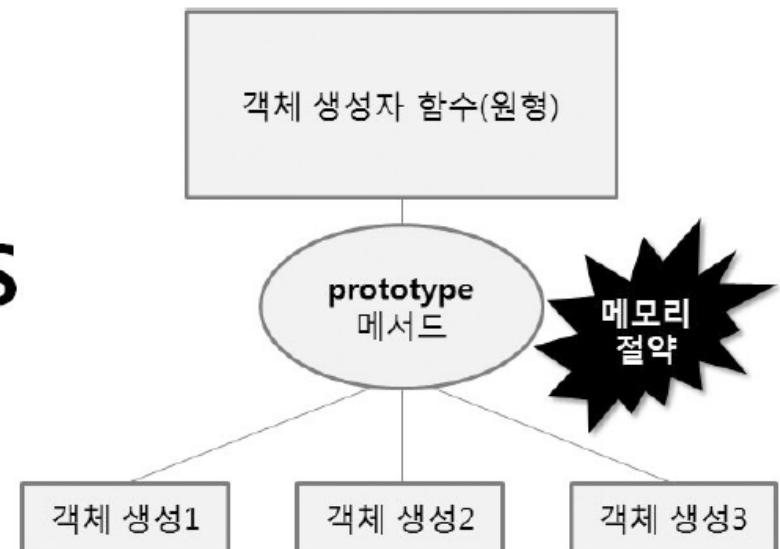 객체 생성자 함수(원형)
S
prototype
메서드
메모리
절약
객체 생성1
객체 생성2
객체 생성3